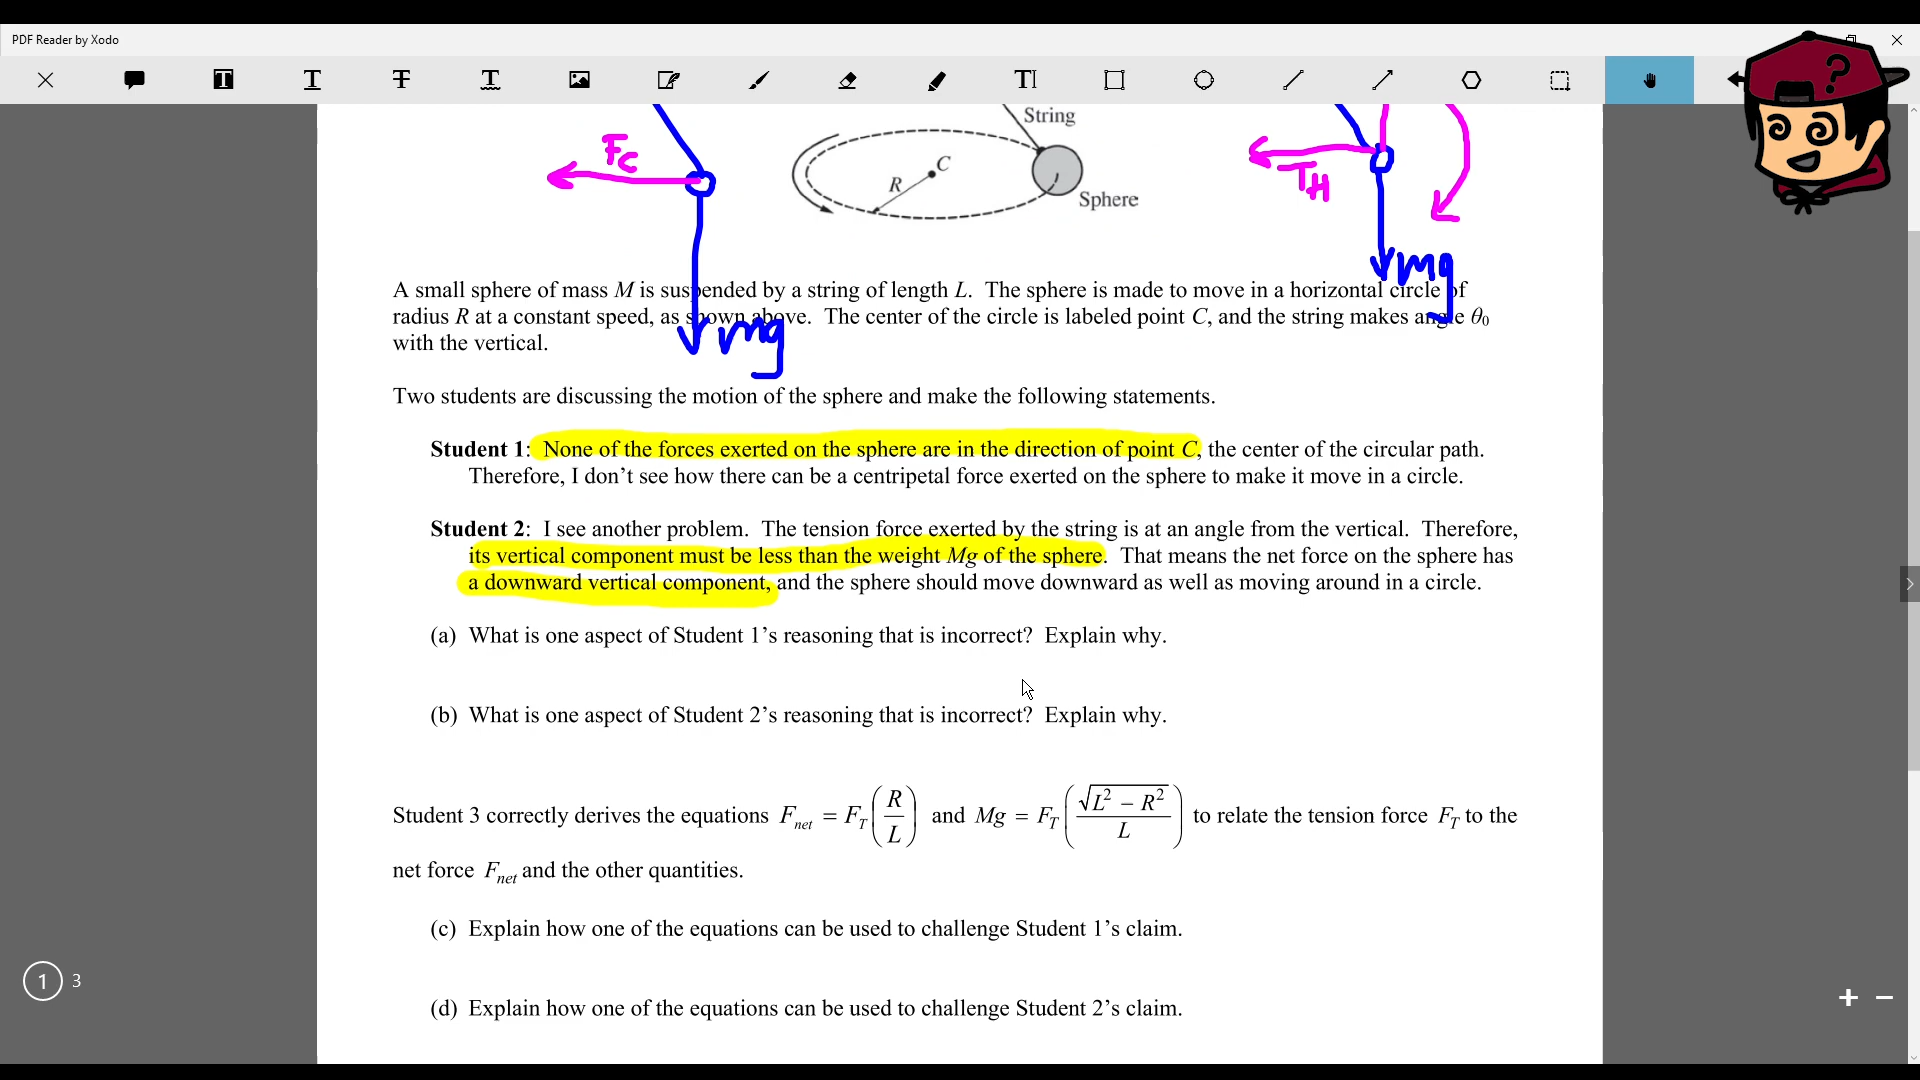 PDF Reader by Xodo
String
F_C
C
R
T_H
Sphere
mg
mg
A small sphere of mass M is suspended by a string of length L. The sphere is made to move in a horizontal circle of
radius R at a constant speed, as shown above. The center of the circle is labeled point C, and the string makes angle θ₀
with the vertical.
Two students are discussing the motion of the sphere and make the following statements.
Student 1: None of the forces exerted on the sphere are in the direction of point C, the center of the circular path.
Therefore, I don’t see how there can be a centripetal force exerted on the sphere to make it move in a circle.
Student 2: I see another problem. The tension force exerted by the string is at an angle from the vertical. Therefore,
its vertical component must be less than the weight Mg of the sphere. That means the net force on the sphere has
a downward vertical component, and the sphere should move downward as well as moving around in a circle.
(a) What is one aspect of Student 1’s reasoning that is incorrect? Explain why.
(b) What is one aspect of Student 2’s reasoning that is incorrect? Explain why.
Student 3 correctly derives the equations F_net = F_T (R/L) and Mg = F_T (√(L² − R²)/L) to relate the tension force F_T to the
net force F_net and the other quantities.
(c) Explain how one of the equations can be used to challenge Student 1’s claim.
(d) Explain how one of the equations can be used to challenge Student 2’s claim.
1 3